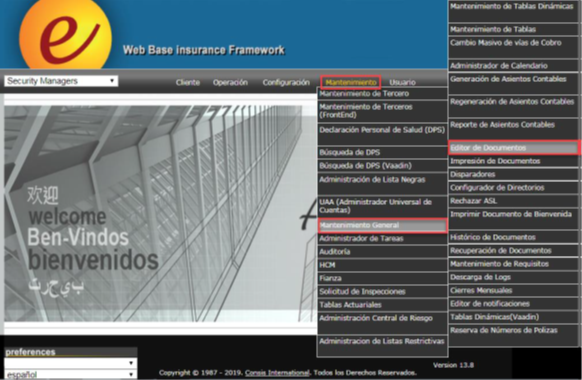 e
Web Base insurance Framework
Security Managers
Cliente
Operación
Configuración
Mantenimiento
Usuario
Mantenimiento de Tercero
Mantenimiento de Terceros
(FrontEnd)
Declaración Personal de Salud (DPS)
Búsqueda de DPS
Búsqueda de DPS (Vaadin)
Administración de Lista Negras
UAA (Administrador Universal de
Cuentas)
Mantenimiento General
Administrador de Tareas
Auditoría
HCM
Fianza
Solicitud de Inspecciones
Tablas Actuariales
Administración Central de Riesgo
Administracion de Listas Restrictivas
Mantenimiento de Tablas Dinámicas
Mantenimiento de Tablas
Cambio Masivo de vías de Cobro
Administrador de Calendario
Generación de Asientos Contables
Regeneración de Asientos Contables
Reporte de Asientos Contables
Editor de Documentos
Impresión de Documentos
Disparadores
Configurador de Directorios
Rechazar ASL
Imprimir Documento de Bienvenida
Histórico de Documentos
Recuperación de Documentos
Mantenimiento de Requisitos
Descarga de Logs
Cierres Mensuales
Editor de notificaciones
Tablas Dinámicas(Vaadin)
Reserva de Números de Polizas
欢迎
welcome
Ben-Vindos
bienvenidos
preferences
español
Version 13.8
Copyright © 1987 - 2019. Consis International. Todos los Derechos Reservados.